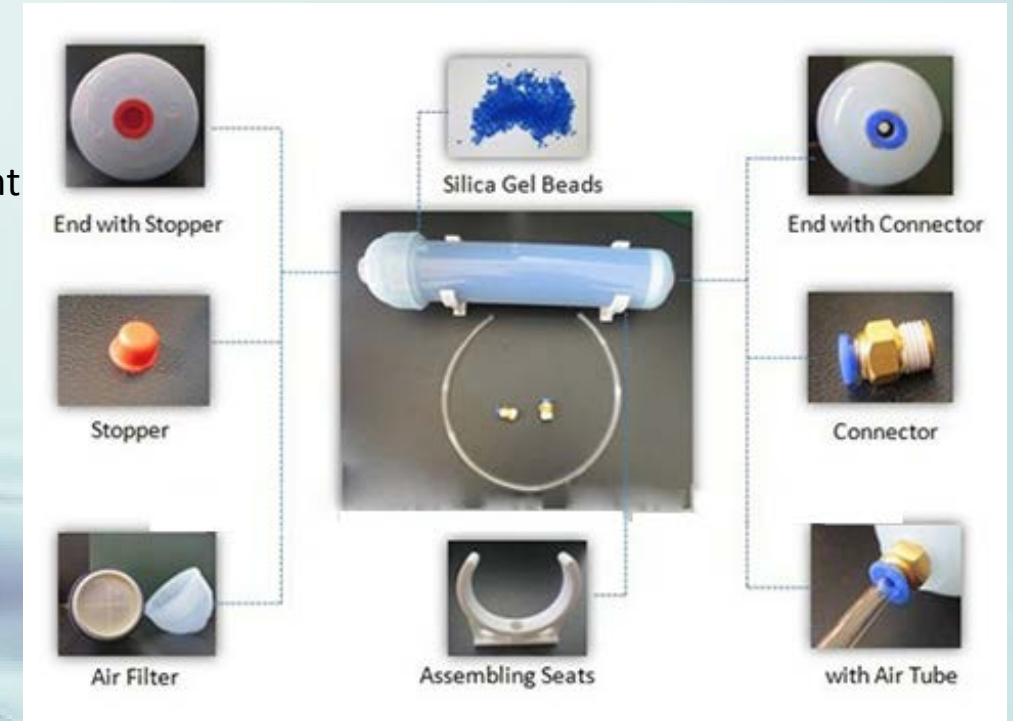 Silica Gel Beads
End with Stopper
End with Connector
Stopper
Connector
Air Filter
Assembling Seats
with Air Tube